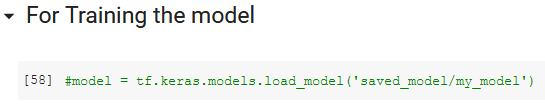 For Training the model
[58] #model = tf.keras.models.load_model('saved_model/my_model')